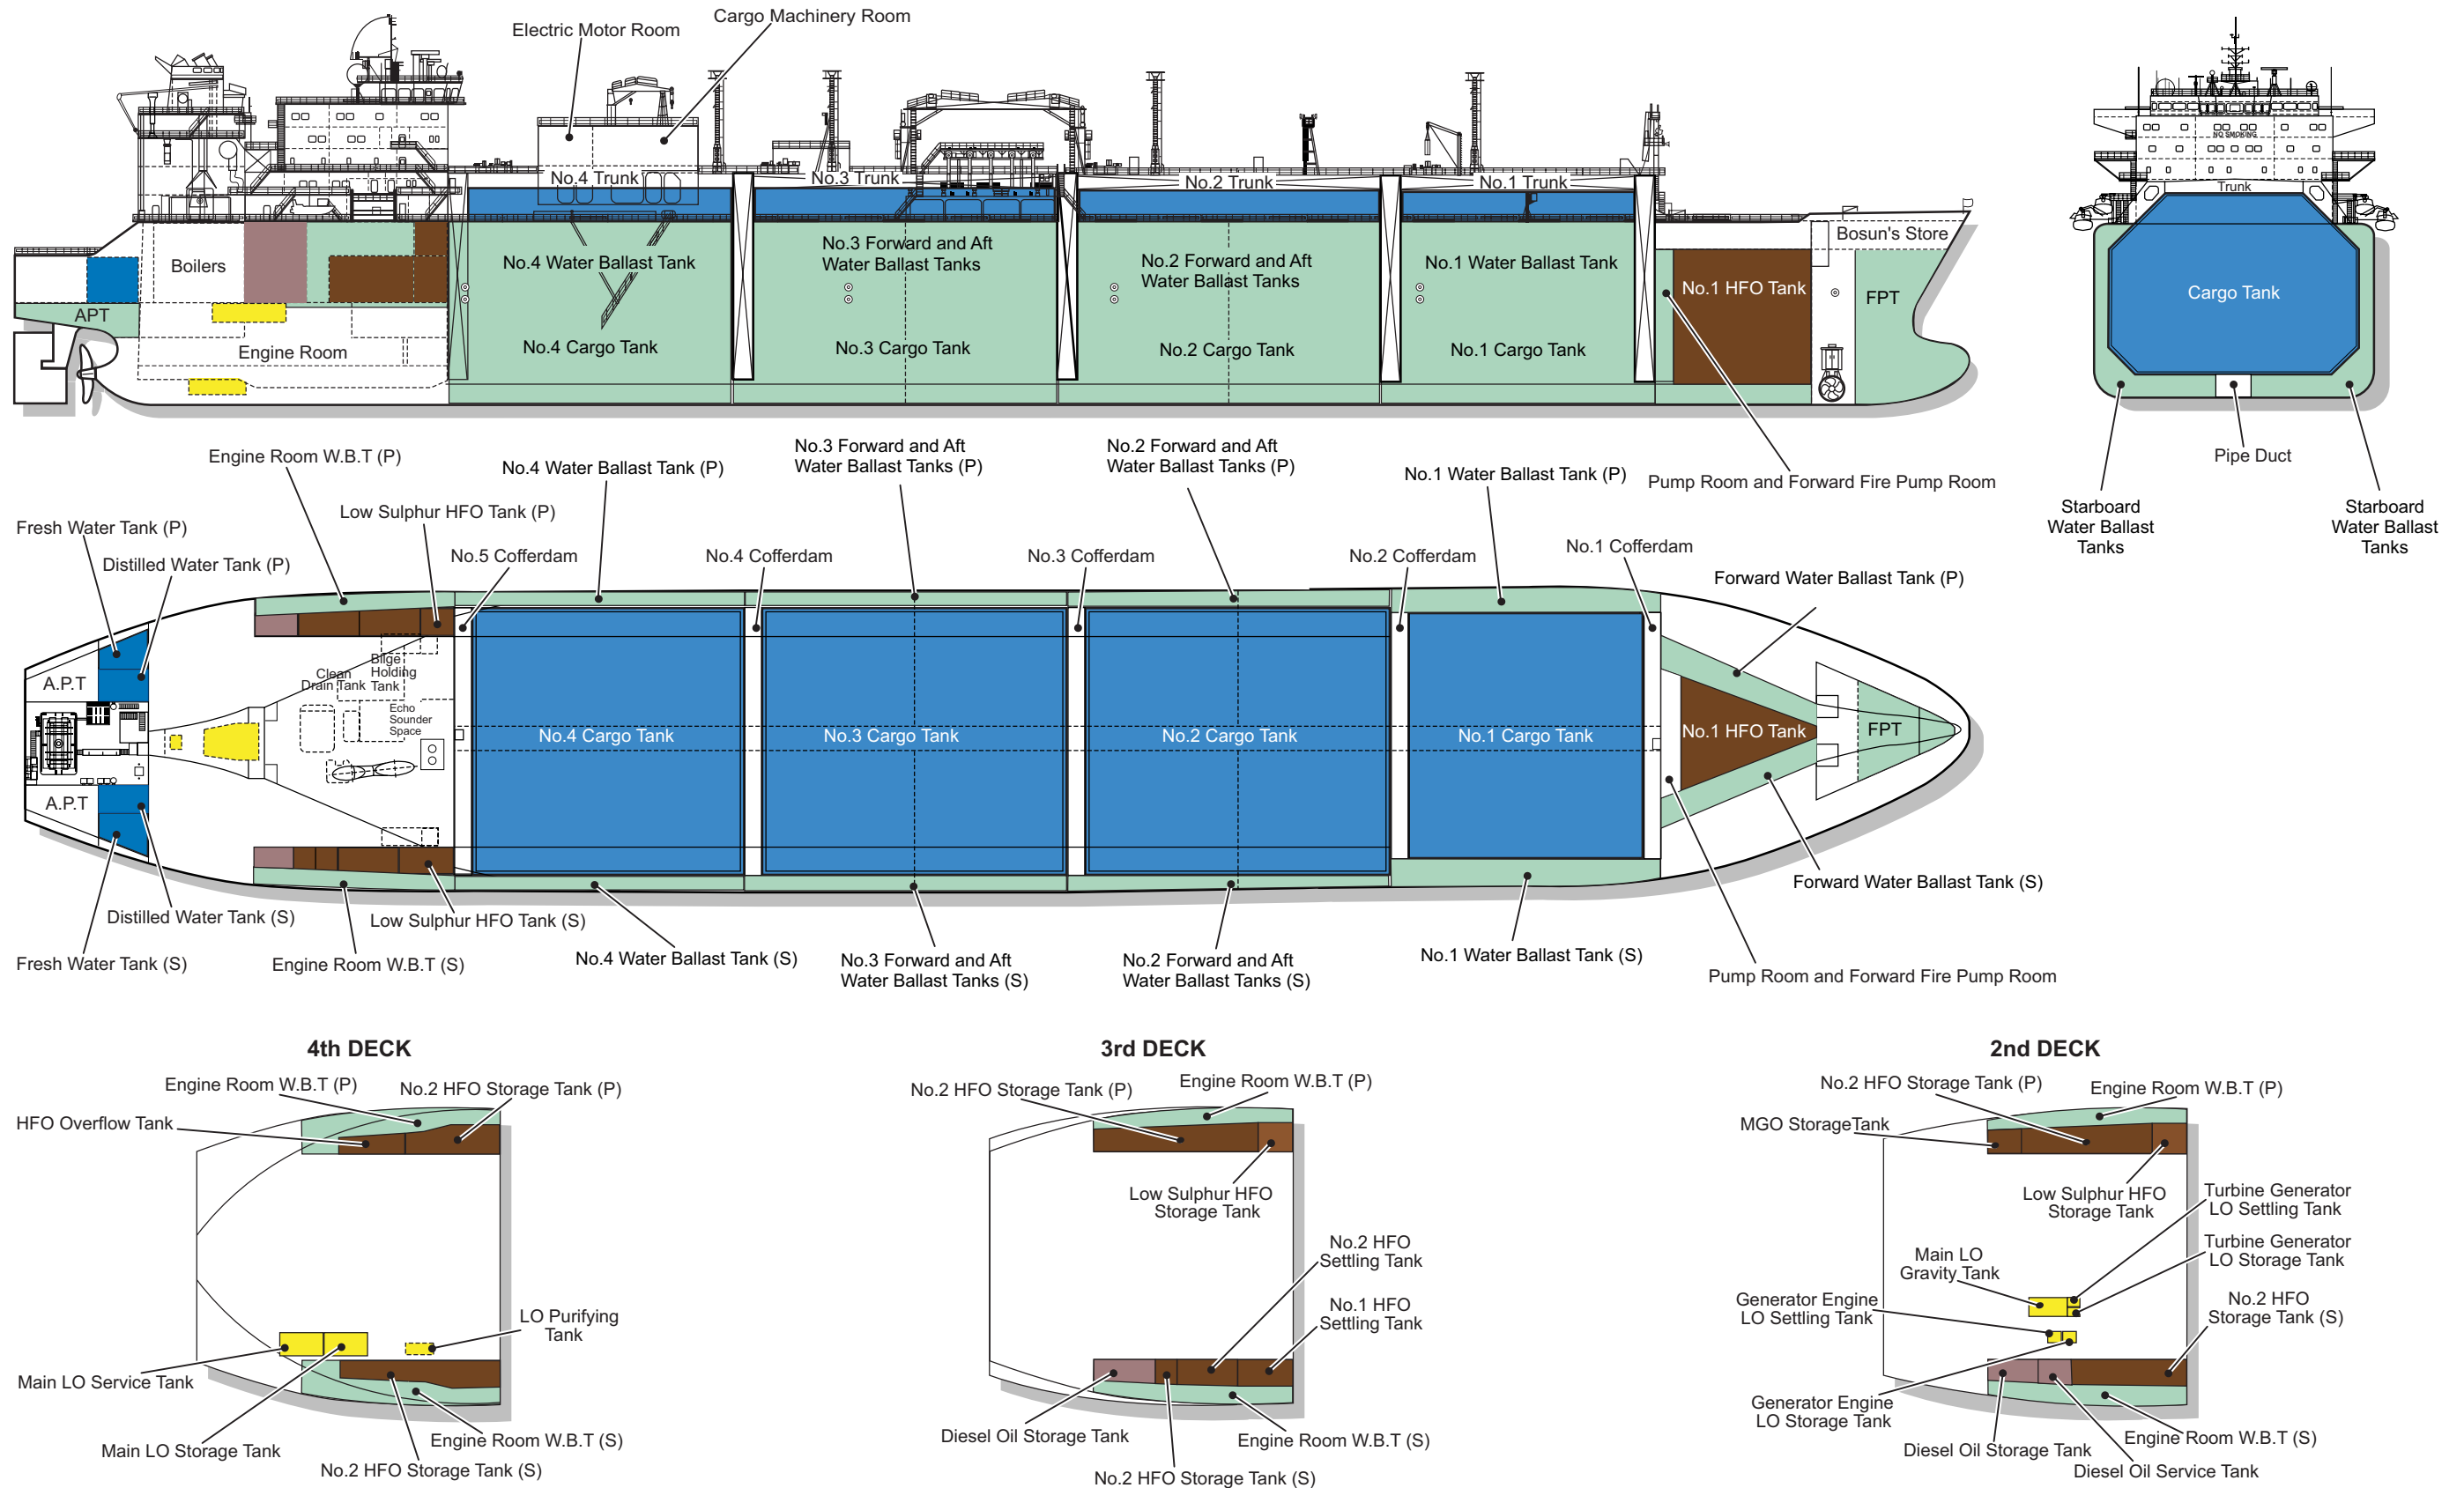 Electric Motor Room
Cargo Machinery Room
NO SMOKING
No.4 Trunk
No.3 Trunk
No.2 Trunk
No.1 Trunk
Trunk
Boilers
No.4 Water Ballast Tank
No.3 Forward and Aft
Water Ballast Tanks
No.2 Forward and Aft
Water Ballast Tanks
No.1 Water Ballast Tank
Bosun's Store
No.1 HFO Tank
FPT
Cargo Tank
APT
Engine Room
No.4 Cargo Tank
No.3 Cargo Tank
No.2 Cargo Tank
No.1 Cargo Tank
Pipe Duct
Pump Room and Forward Fire Pump Room
Starboard
Water Ballast
Tanks
Starboard
Water Ballast
Tanks
Engine Room W.B.T (P)
No.4 Water Ballast Tank (P)
No.3 Forward and Aft
Water Ballast Tanks (P)
No.2 Forward and Aft
Water Ballast Tanks (P)
No.1 Water Ballast Tank (P)
Fresh Water Tank (P)
Low Sulphur HFO Tank (P)
Distilled Water Tank (P)
No.5 Cofferdam
No.4 Cofferdam
No.3 Cofferdam
No.2 Cofferdam
No.1 Cofferdam
Forward Water Ballast Tank (P)
A.P.T
Clean
Drain Tank
Bilge
Holding
Tank
Echo
Sounder
Space
No.4 Cargo Tank
No.3 Cargo Tank
No.2 Cargo Tank
No.1 Cargo Tank
No.1 HFO Tank
FPT
A.P.T
Forward Water Ballast Tank (S)
Distilled Water Tank (S)
Low Sulphur HFO Tank (S)
Fresh Water Tank (S)
Engine Room W.B.T (S)
No.4 Water Ballast Tank (S)
No.3 Forward and Aft
Water Ballast Tanks (S)
No.2 Forward and Aft
Water Ballast Tanks (S)
No.1 Water Ballast Tank (S)
Pump Room and Forward Fire Pump Room
4th DECK
Engine Room W.B.T (P)
No.2 HFO Storage Tank (P)
HFO Overflow Tank
LO Purifying
Tank
Main LO Service Tank
Main LO Storage Tank
Engine Room W.B.T (S)
No.2 HFO Storage Tank (S)
3rd DECK
No.2 HFO Storage Tank (P)
Engine Room W.B.T (P)
Low Sulphur HFO
Storage Tank
No.2 HFO
Settling Tank
No.1 HFO
Settling Tank
Diesel Oil Storage Tank
Engine Room W.B.T (S)
No.2 HFO Storage Tank (S)
2nd DECK
No.2 HFO Storage Tank (P)
Engine Room W.B.T (P)
MGO StorageTank
Low Sulphur HFO
Storage Tank
Turbine Generator
LO Settling Tank
Turbine Generator
LO Storage Tank
Main LO
Gravity Tank
Generator Engine
LO Settling Tank
No.2 HFO
Storage Tank (S)
Generator Engine
LO Storage Tank
Diesel Oil Storage Tank
Engine Room W.B.T (S)
Diesel Oil Service Tank